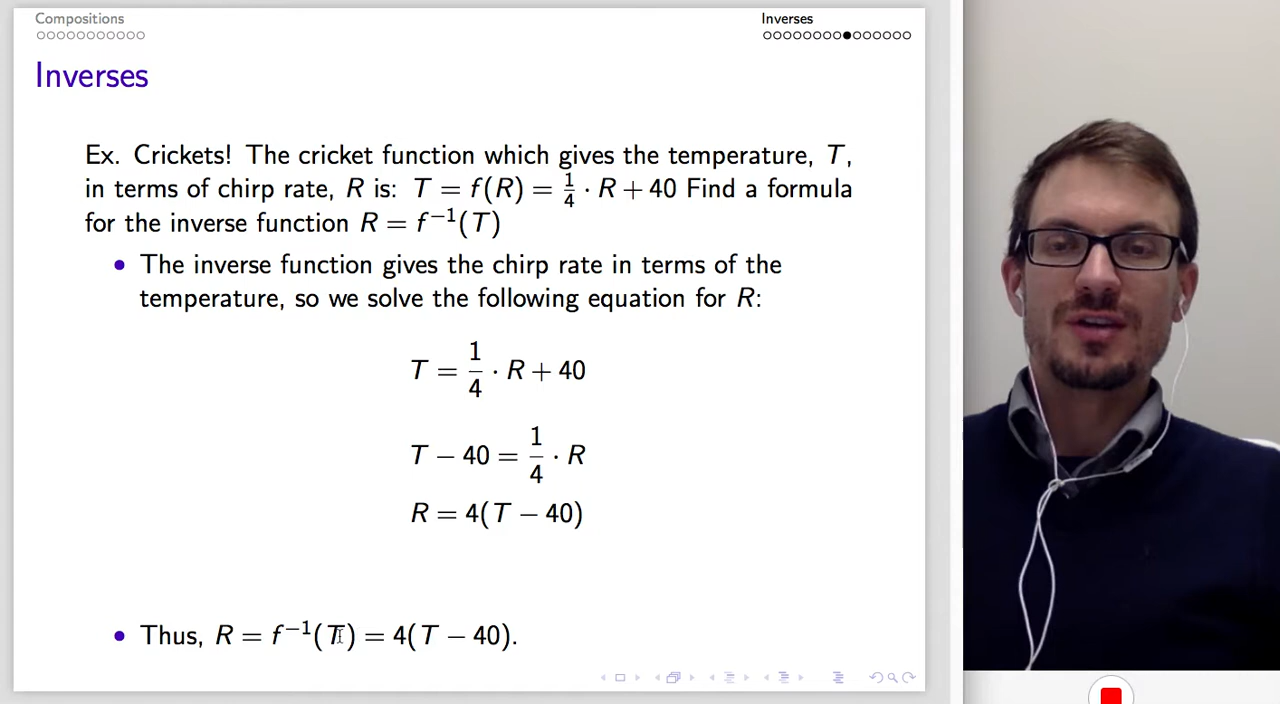 Compositions
Inverses
Inverses
Ex. Crickets! The cricket function which gives the temperature, T,
in terms of chirp rate, R is: T = f(R) = 1/4 · R + 40 Find a formula
for the inverse function R = f⁻¹(T)
• The inverse function gives the chirp rate in terms of the
temperature, so we solve the following equation for R:
T = 1/4 · R + 40
T − 40 = 1/4 · R
R = 4(T − 40)
• Thus, R = f⁻¹(T) = 4(T − 40).